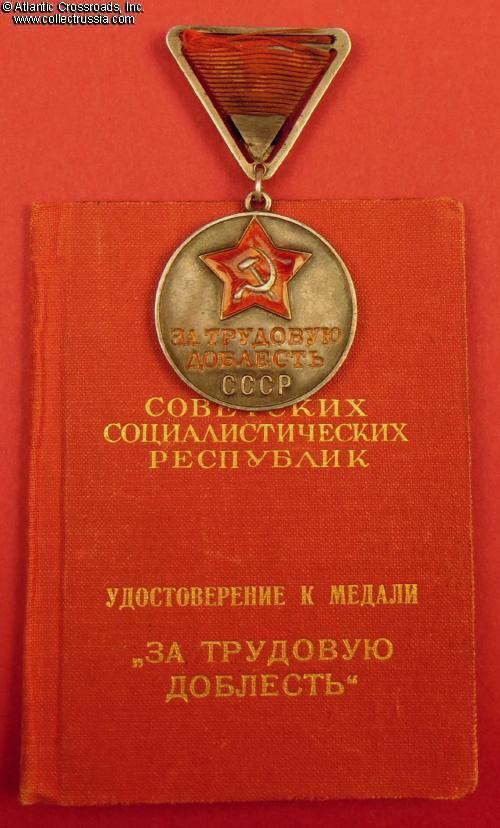 © Atlantic Crossroads, Inc.
www.collectrussia.com
ЗА ТРУДОВУЮ
ДОБЛЕСТЬ
СССР
СОВЕТСКИХ
СОЦИАЛИСТИЧЕСКИХ
РЕСПУБЛИК
УДОСТОВЕРЕНИЕ К МЕДАЛИ
„ЗА ТРУДОВУЮ
ДОБЛЕСТЬ“